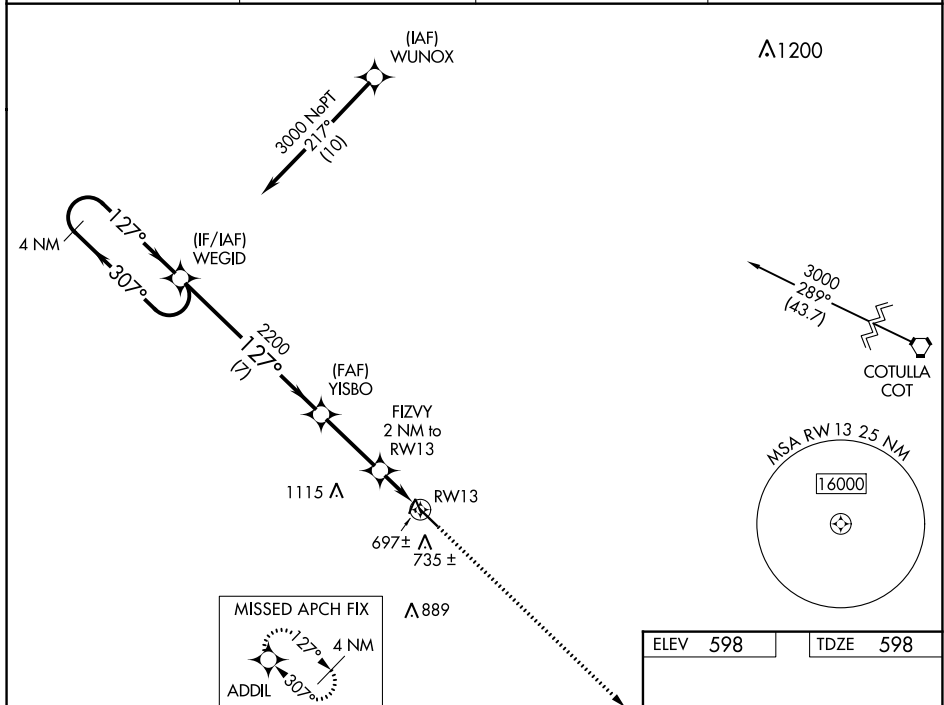 (IAF)
WUNOX
1200
3000 NoPT
217°
(10)
127°
4 NM
307°
(IF/IAF)
WEGID
3000
289°
(43.7)
COTULLA
COT
2200
127°
(7)
(FAF)
YISBO
FIZVY
2 NM to
RW13
MSA RW 13 25 NM
16000
1115
RW13
697±
735 ±
MISSED APCH FIX
127°
4 NM
307°
ADDIL
889
ELEV 598
TDZE 598